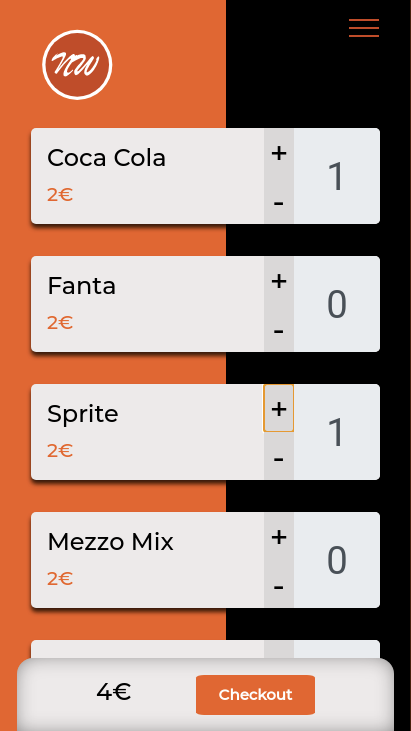 NW
Coca Cola
2€
+
-
1
Fanta
2€
+
-
0
Sprite
2€
+
-
1
Mezzo Mix
2€
+
-
0
4€
Checkout